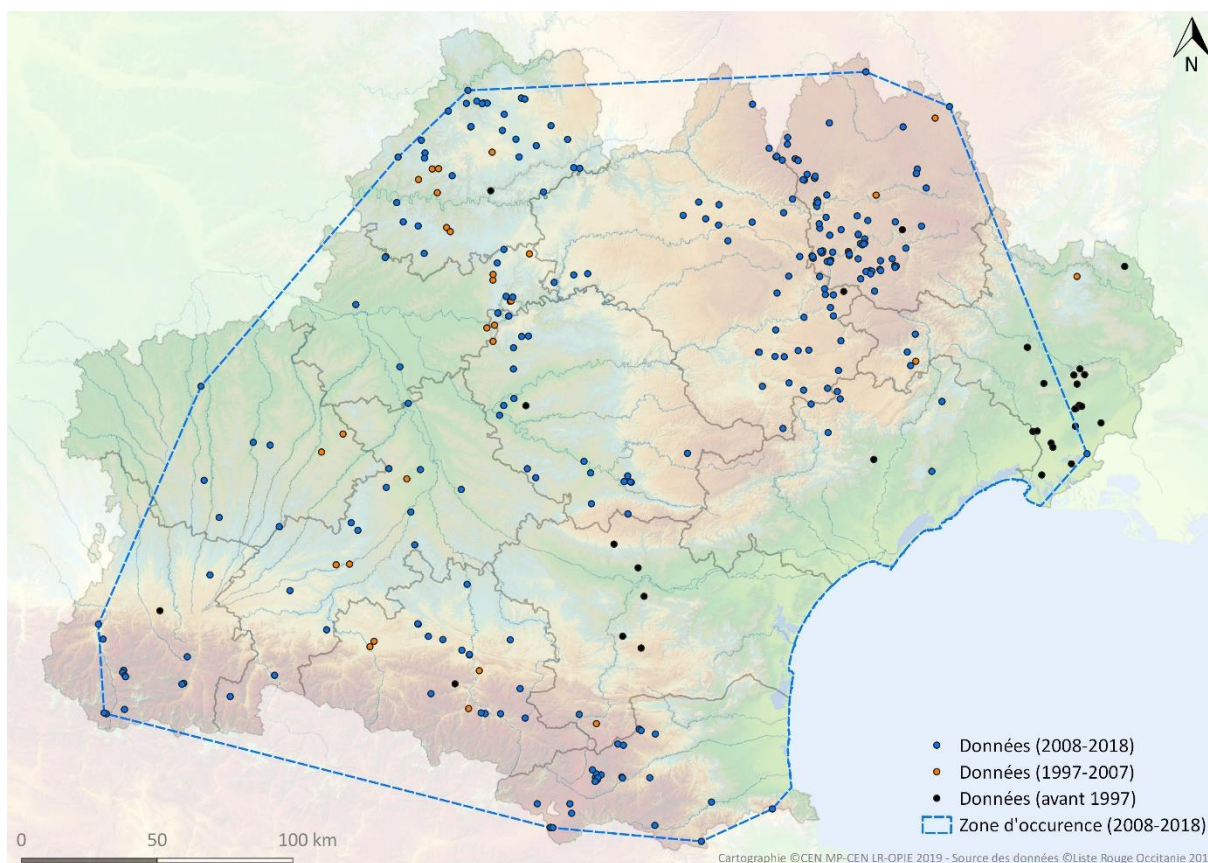 N
Données (2008-2018)
Données (1997-2007)
Données (avant 1997)
Zone d'occurence (2008-2018)
0 50 100 km
Cartographie ©CEN MP-CEN LR-OPIE 2019 - Source des données ©Liste Rouge Occitanie 201